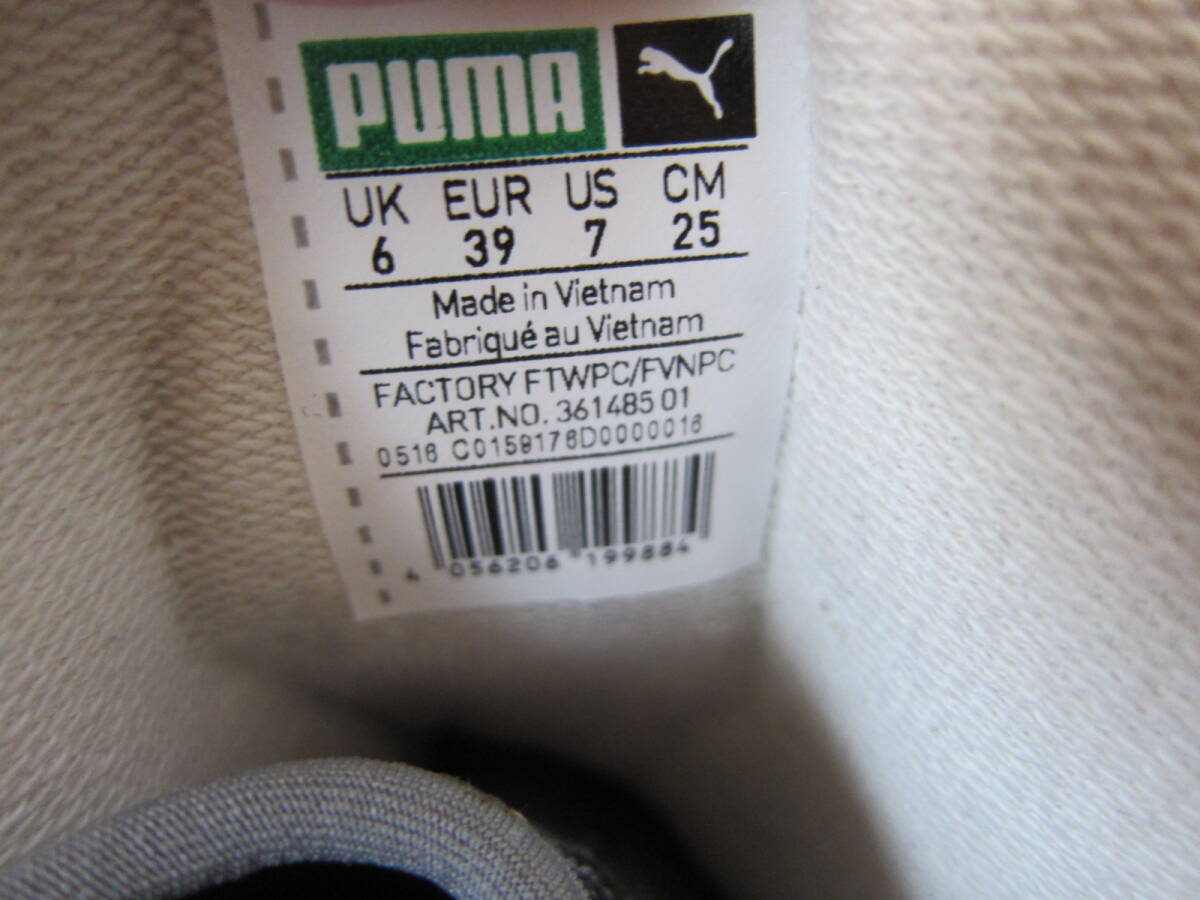 PUMA
UK EUR US CM
6 39 7 25
Made in Vietnam
Fabriqué au Vietnam
FACTORY FTWPC/FVNPC
ART.NO. 361485 01
0516 C0159176D0000016
4 056206 199884